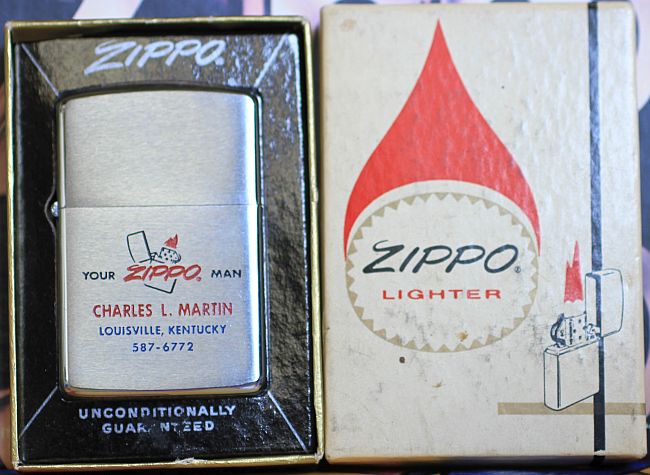 ZIPPO®
YOUR ZIPPO® MAN
CHARLES L. MARTIN
LOUISVILLE, KENTUCKY
587-6772
UNCONDITIONALLY
GUARANTEED
ZIPPO®
LIGHTER